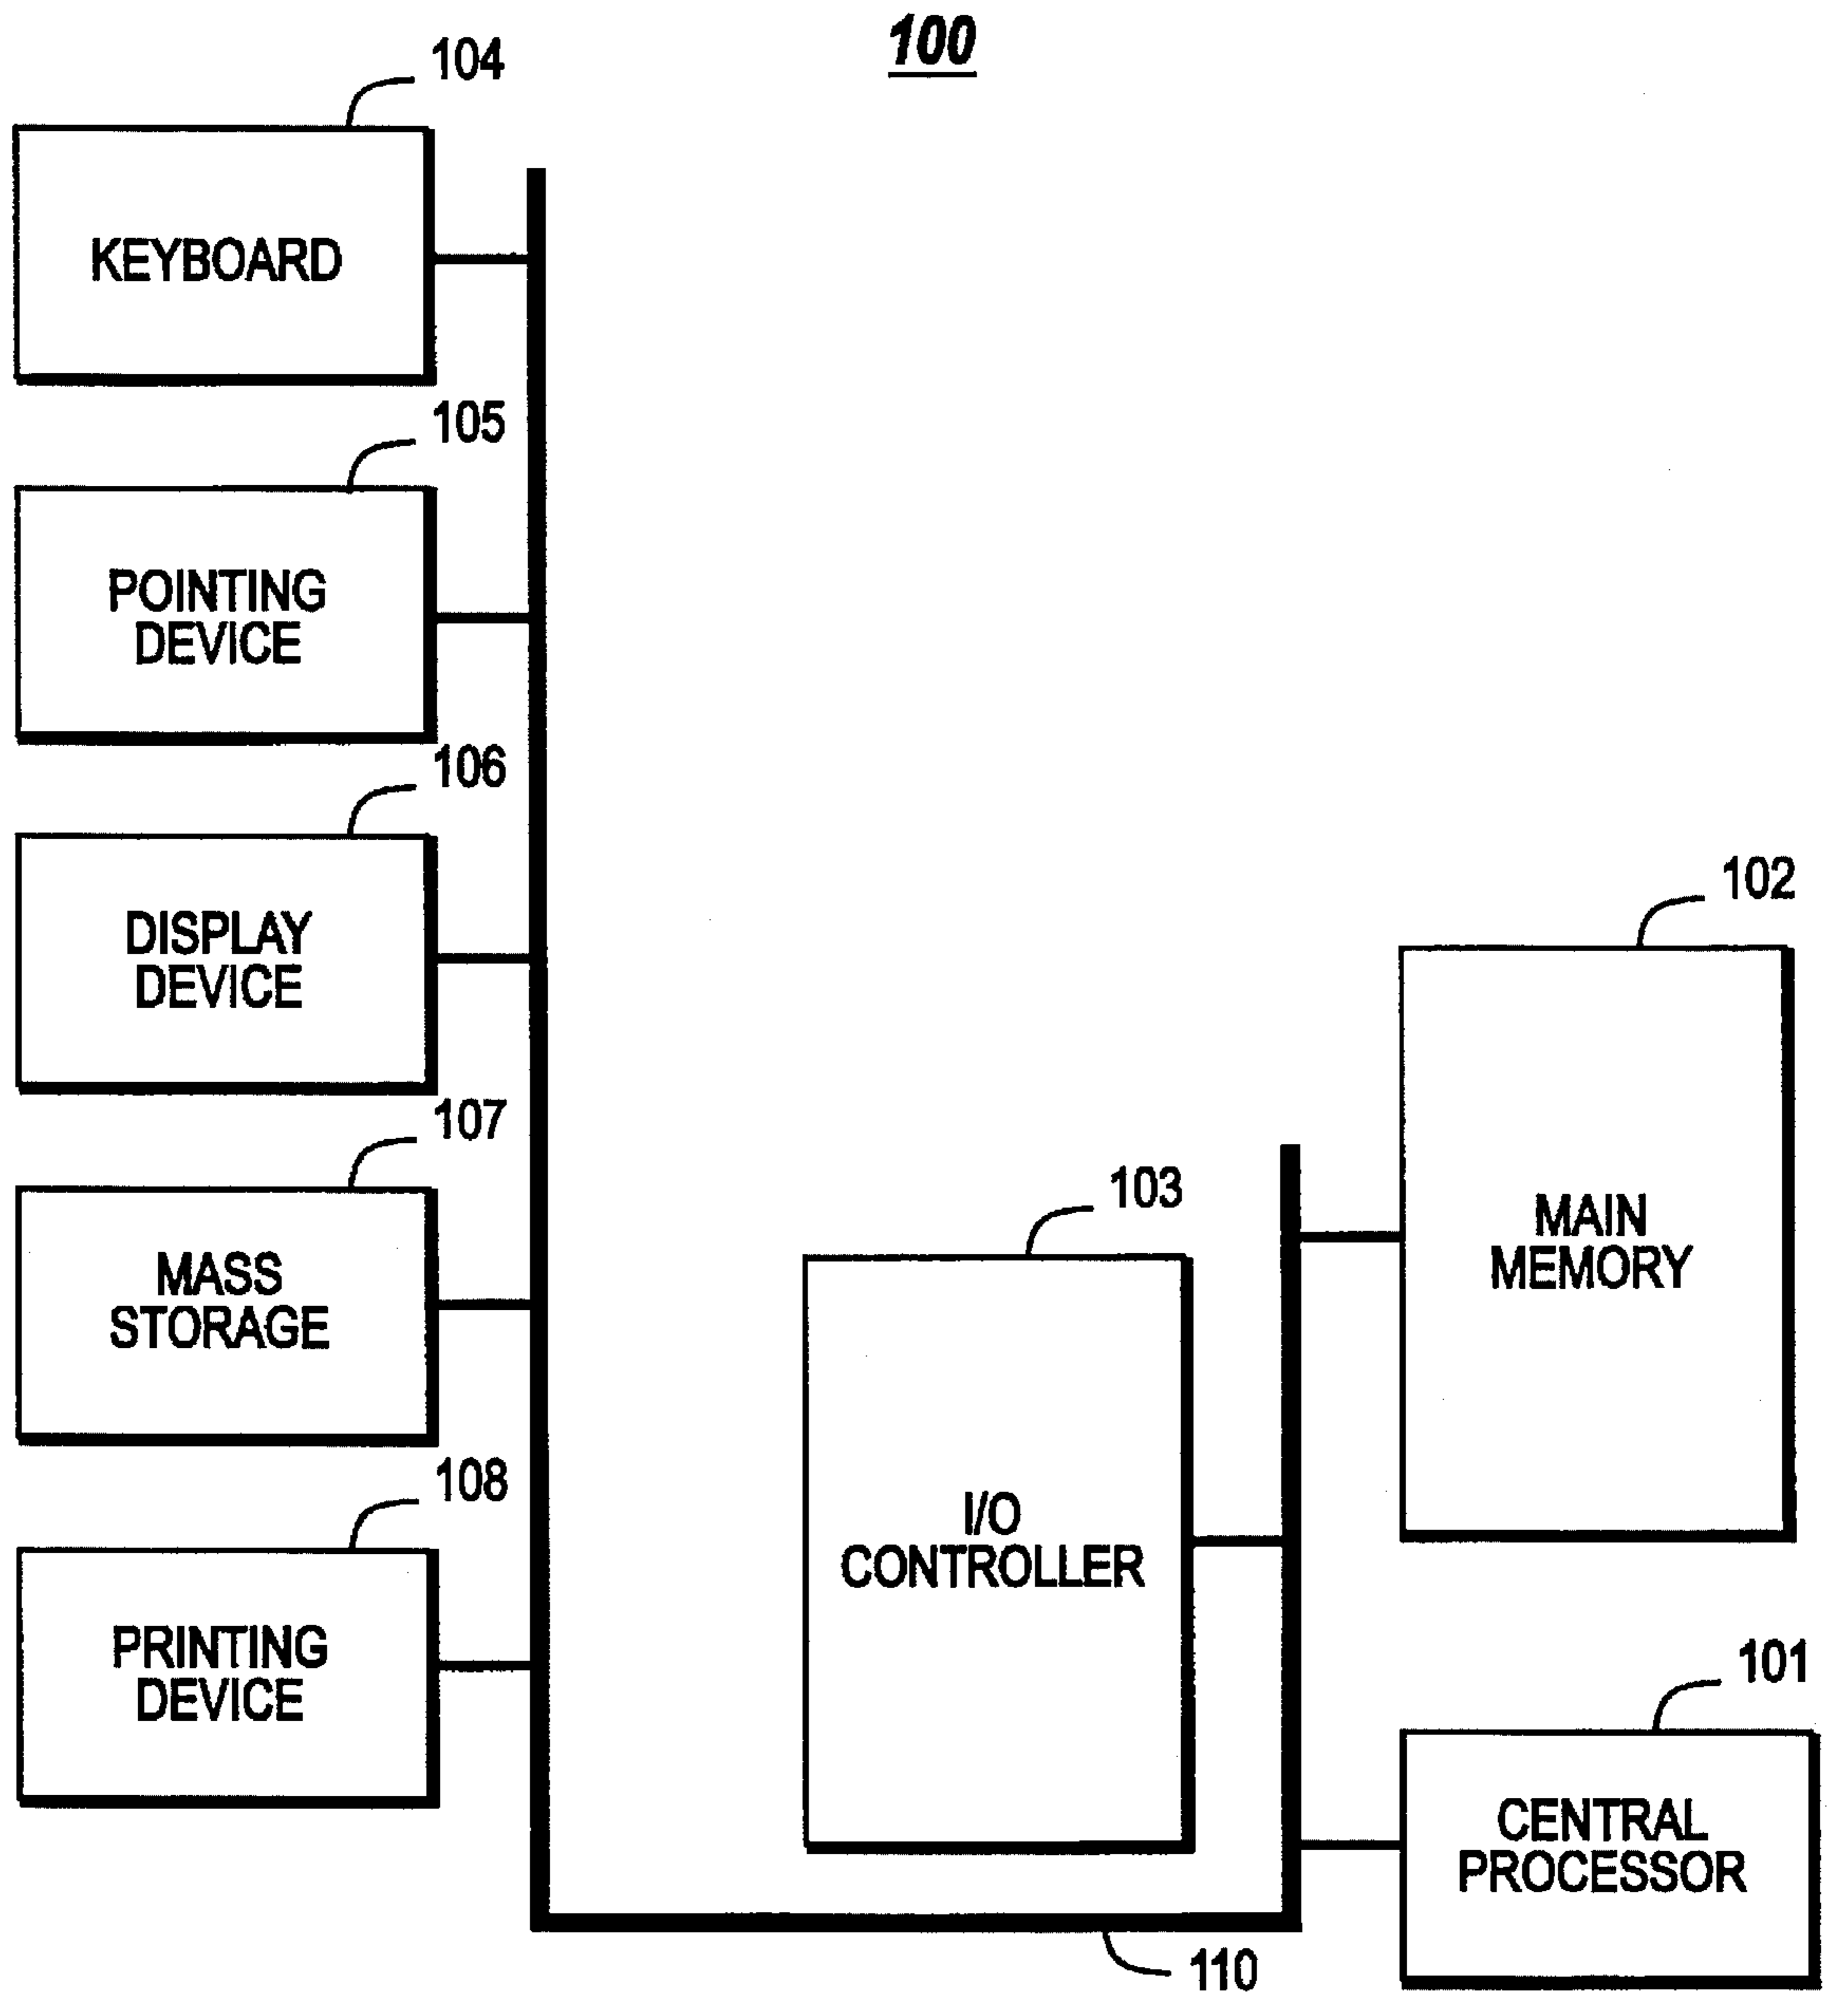 100
104
KEYBOARD
105
POINTING
DEVICE
106
DISPLAY
DEVICE
107
MASS
STORAGE
108
PRINTING
DEVICE
103
I/O
CONTROLLER
102
MAIN
MEMORY
101
CENTRAL
PROCESSOR
110